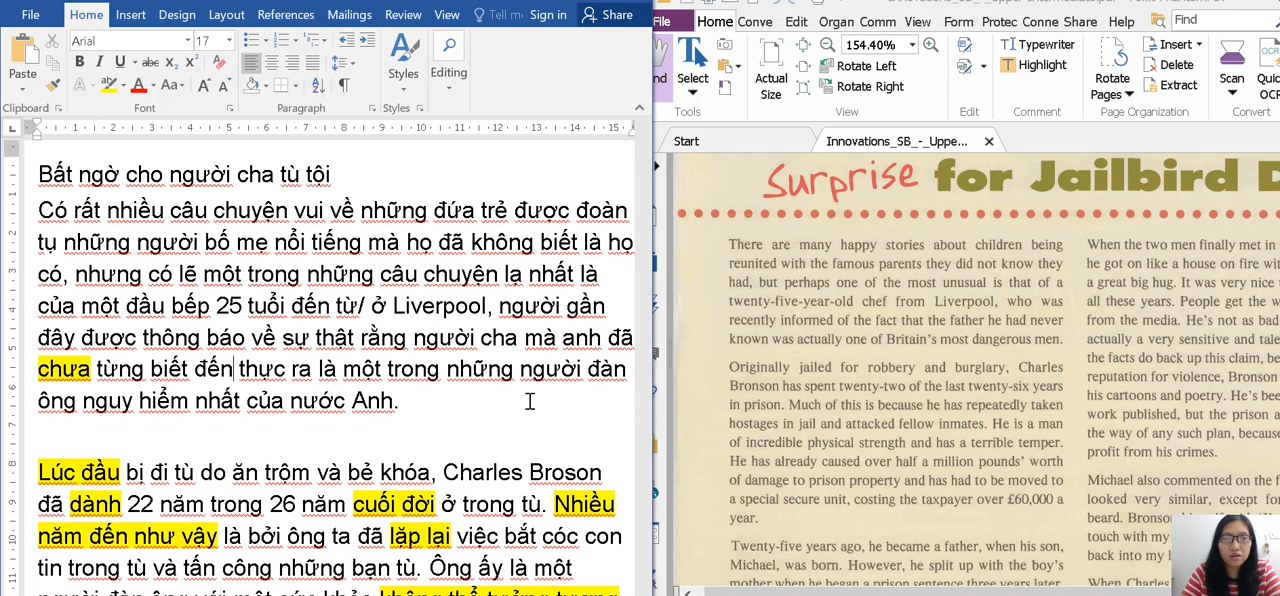 File Home Insert Draw Design Layout References Mailings Review View Tell me Sign in Share
Paste
Arial 17
B I U abc x₂ x²
Styles
Editing
Clipboard Font Paragraph Styles
Bất ngờ cho người cha tù tội
Có rất nhiều câu chuyện vui về những đứa trẻ được đoàn
tụ những người bố mẹ nổi tiếng mà họ đã không biết là họ
có, nhưng có lẽ một trong những câu chuyện lạ nhất là
của một đầu bếp 25 tuổi đến từ/ ở Liverpool, người gần
đây được thông báo về sự thật rằng người cha mà anh đã
chưa từng biết đến thực ra là một trong những người đàn
ông nguy hiểm nhất của nước Anh.
Lúc đầu bị đi tù do ăn trộm và bẻ khóa, Charles Broson
đã dành 22 năm trong 26 năm cuối đời ở trong tù. Nhiều
năm đến như vậy là bởi ông ta đã lặp lại việc bắt cóc con
tin trong tù và tấn công những bạn tù. Ông ấy là một
File Home Conve Edit Organ Comm View Form Protec Conne Share Help Find
Select
Actual
Size
154.40%
Rotate Left
Rotate Right
Typewriter
Highlight
Rotate
Pages
Insert
Delete
Extract
Scan
Quic
OCR
Tools View Edit Comment Page Organization Convert
Start Innovations_SB_-_Uppe...
Surprise for Jailbird D
There are many happy stories about children being
reunited with the famous parents they did not know they
had, but perhaps one of the most unusual is that of a
twenty-five-year-old chef from Liverpool, who was
recently informed of the fact that the father he had never
known was actually one of Britain's most dangerous men.
Originally jailed for robbery and burglary, Charles
Bronson has spent twenty-two of the last twenty-six years
in prison. Much of this is because he has repeatedly taken
hostages in jail and attacked fellow inmates. He is a man
of incredible physical strength and has a terrible temper.
He has already caused over half a million pounds' worth
of damage to prison property and has had to be moved to
a special secure unit, costing the taxpayer over £60,000 a
year.
Twenty-five years ago, he became a father, when his son,
Michael, was born. However, he split up with the boy's
mother when he began a prison sentence three years later
When the two men finally met in
he got on like a house on fire wit
a great big hug. It was very nice
all these years. People get the w
from the media. He's not as bad
actually a very sensitive and tale
the facts do back up this claim, be
reputation for violence, Bronson
his cartoons and poetry. He's bee
work published, but the prison a
the way of any such plan, because
profit from his crimes.
Michael also commented on the f
looked very similar, except for
beard. Bronson
touch with my
back into my l
When Charles